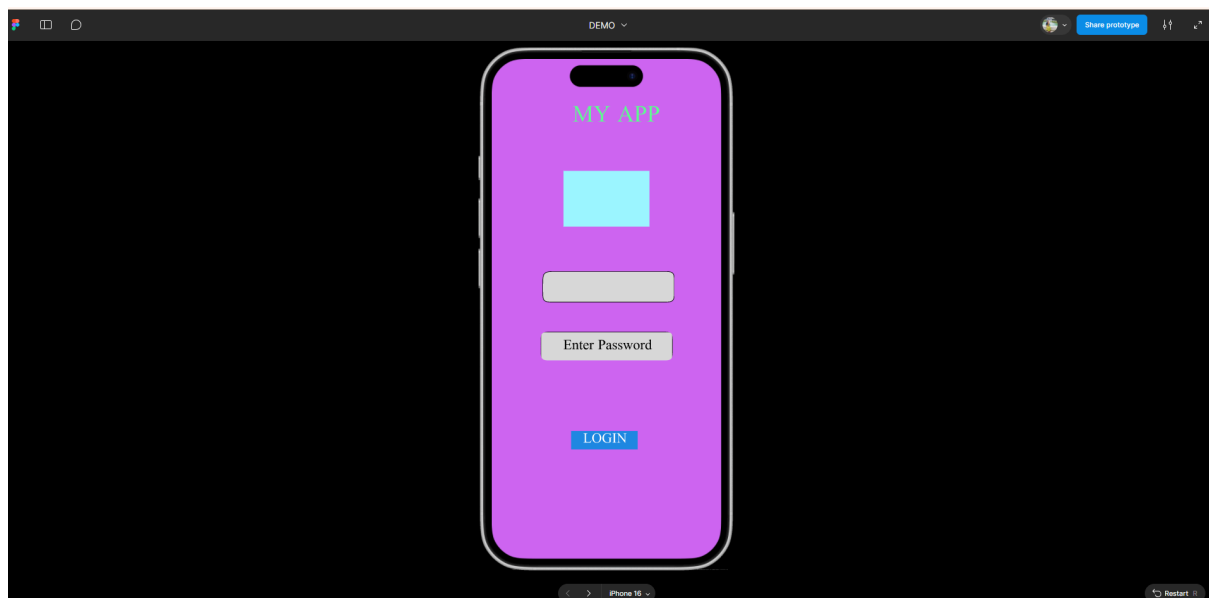 DEMO
Share prototype
MY APP
Enter Password
LOGIN
iPhone 16
Restart R